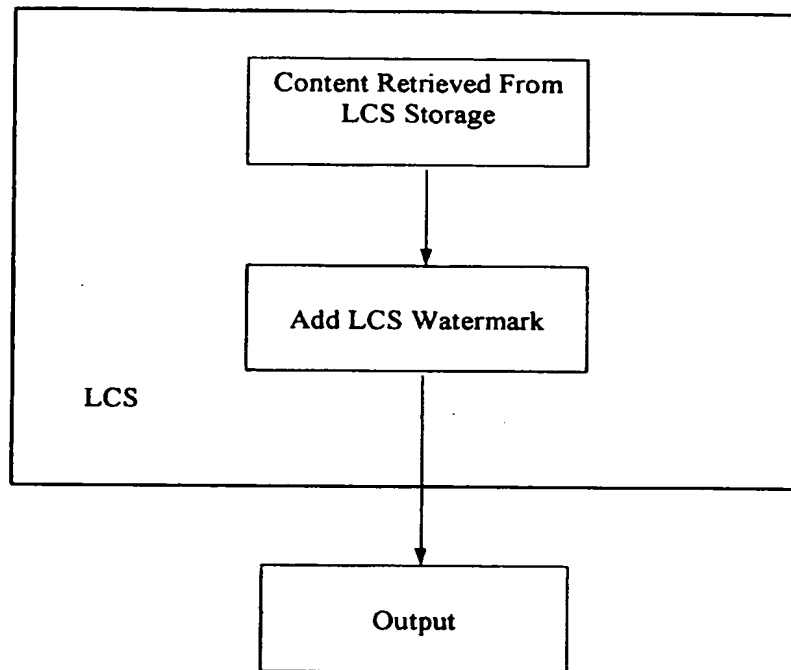 Content Retrieved From
LCS Storage
Add LCS Watermark
LCS
Output